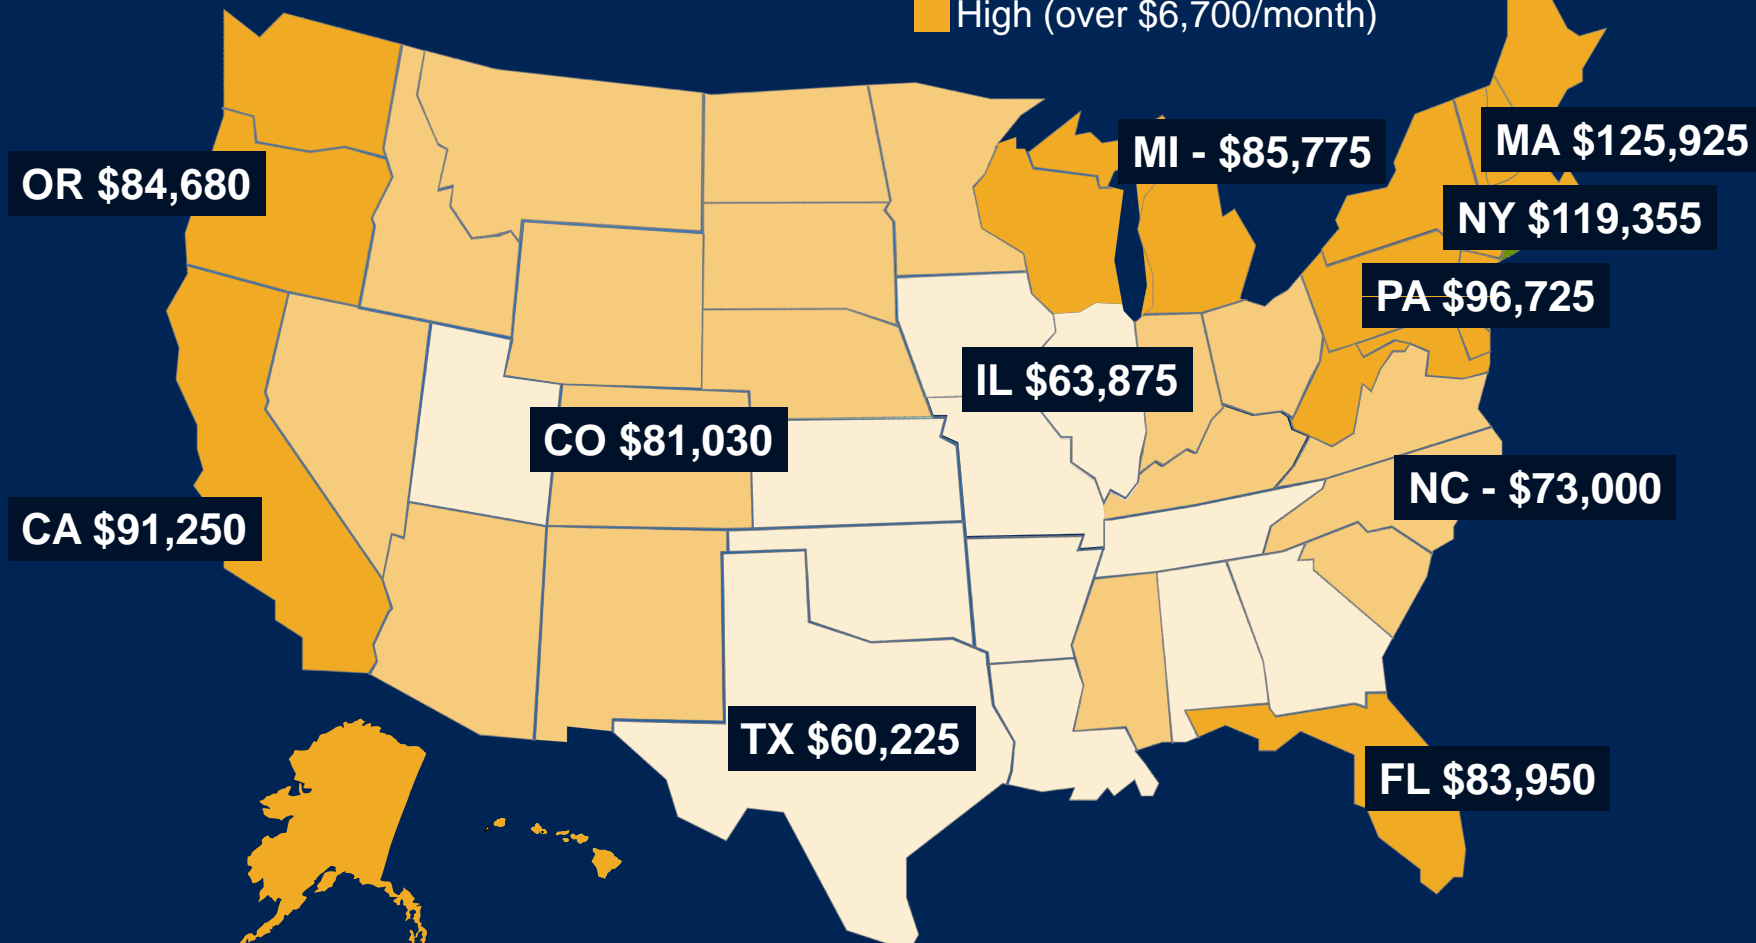 High (over $6,700/month)
MA $125,925
MI - $85,775
OR $84,680
NY $119,355
PA $96,725
IL $63,875
CO $81,030
NC - $73,000
CA $91,250
TX $60,225
FL $83,950